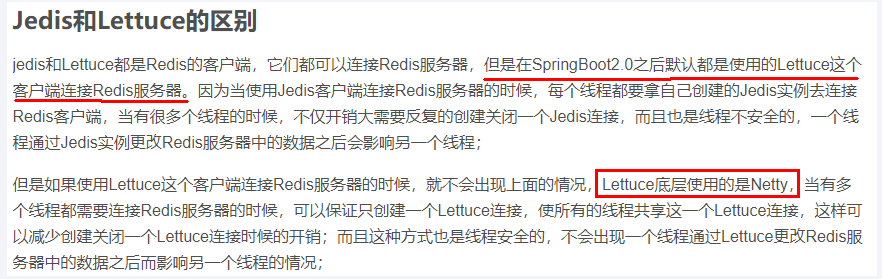 Jedis和Lettuce的区别
jedis和Lettuce都是Redis的客户端，它们都可以连接Redis服务器，但是在SpringBoot2.0之后默认都是使用的Lettuce这个
客户端连接Redis服务器。因为当使用Jedis客户端连接Redis服务器的时候，每个线程都要拿自己创建的Jedis实例去连接
Redis客户端，当有很多个线程的时候，不仅开销大需要反复的创建关闭一个Jedis连接，而且也是线程不安全的，一个线
程通过Jedis实例更改Redis服务器中的数据之后会影响另一个线程；
但是如果使用Lettuce这个客户端连接Redis服务器的时候，就不会出现上面的情况，Lettuce底层使用的是Netty，当有多
个线程都需要连接Redis服务器的时候，可以保证只创建一个Lettuce连接，使所有的线程共享这一个Lettuce连接，这样可
以减少创建关闭一个Lettuce连接时候的开销；而且这种方式也是线程安全的，不会出现一个线程通过Lettuce更改Redis服
务器中的数据之后而影响另一个线程的情况；